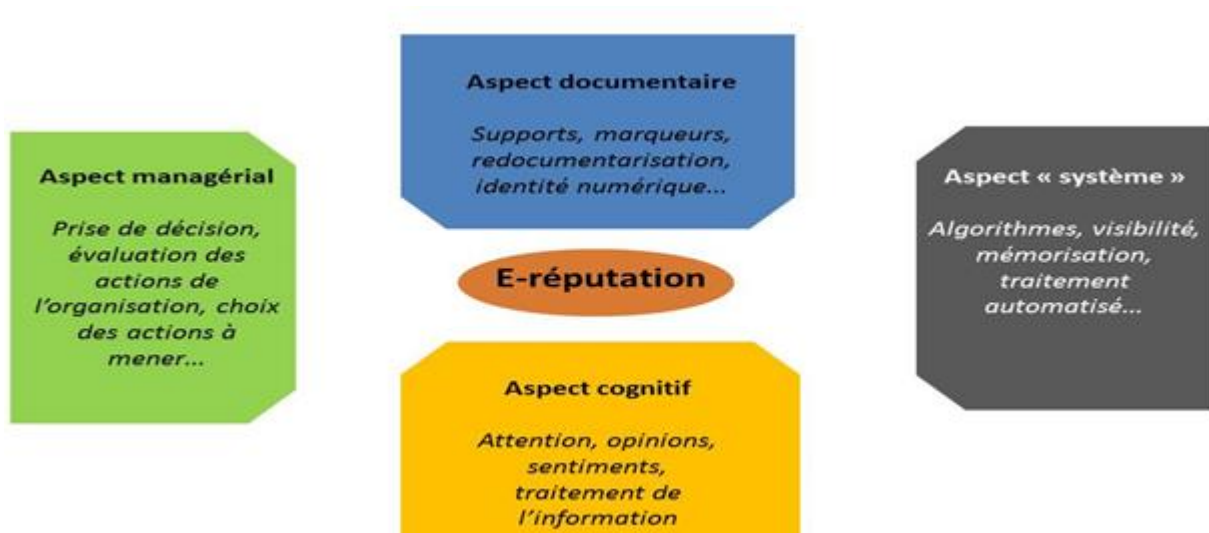 Aspect documentaire
Supports, marqueurs,
redocumentarisation,
identité numérique...
Aspect managérial
Prise de décision,
évaluation des
actions de
l'organisation, choix
des actions à
mener...
E-réputation
Aspect « système »
Algorithmes, visibilité,
mémorisation,
traitement
automatisé...
Aspect cognitif
Attention, opinions,
sentiments,
traitement de
l'information